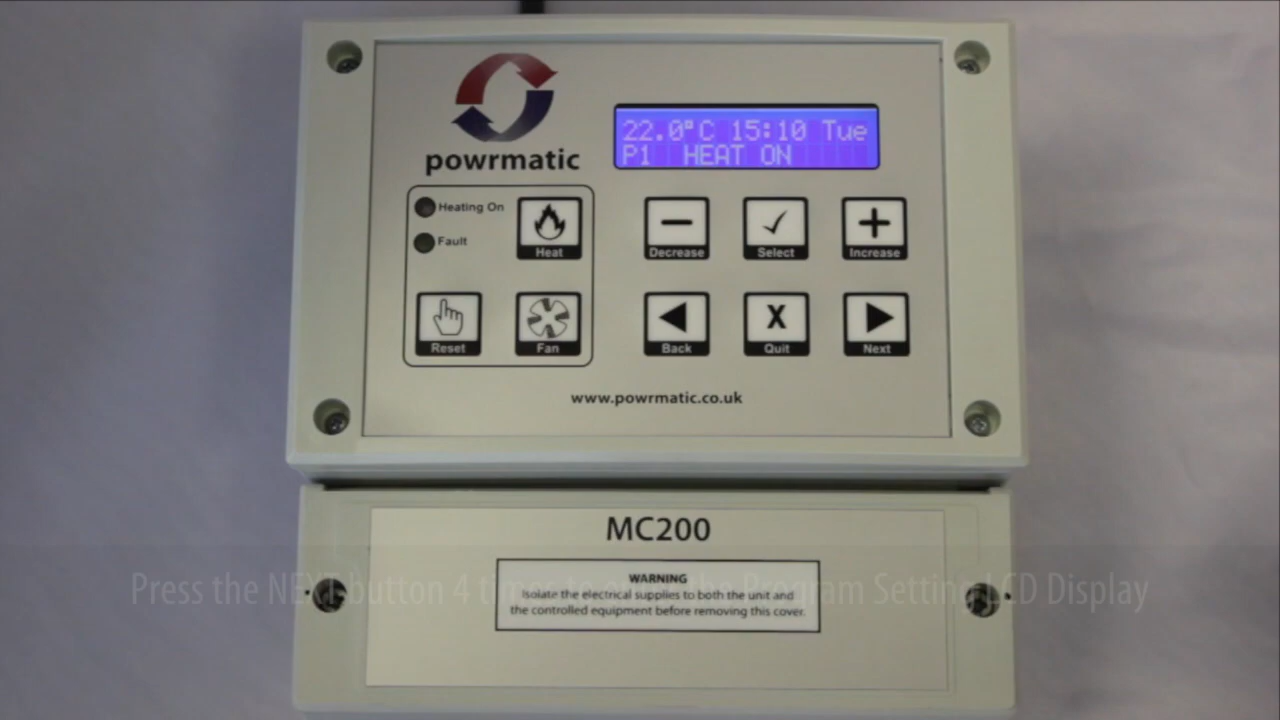 powrmatic
22.0°C 15:10 Tue
P1 HEAT ON
Heating On
Fault
Heat
Decrease
Select
Increase
Reset
Fan
Back
X
Quit
Next
www.powrmatic.co.uk
MC200
WARNING
Isolate the electrical supplies to both the unit and
the controlled equipment before removing this cover.
Press the NEXT button 4 times to the Program Setting LCD Display